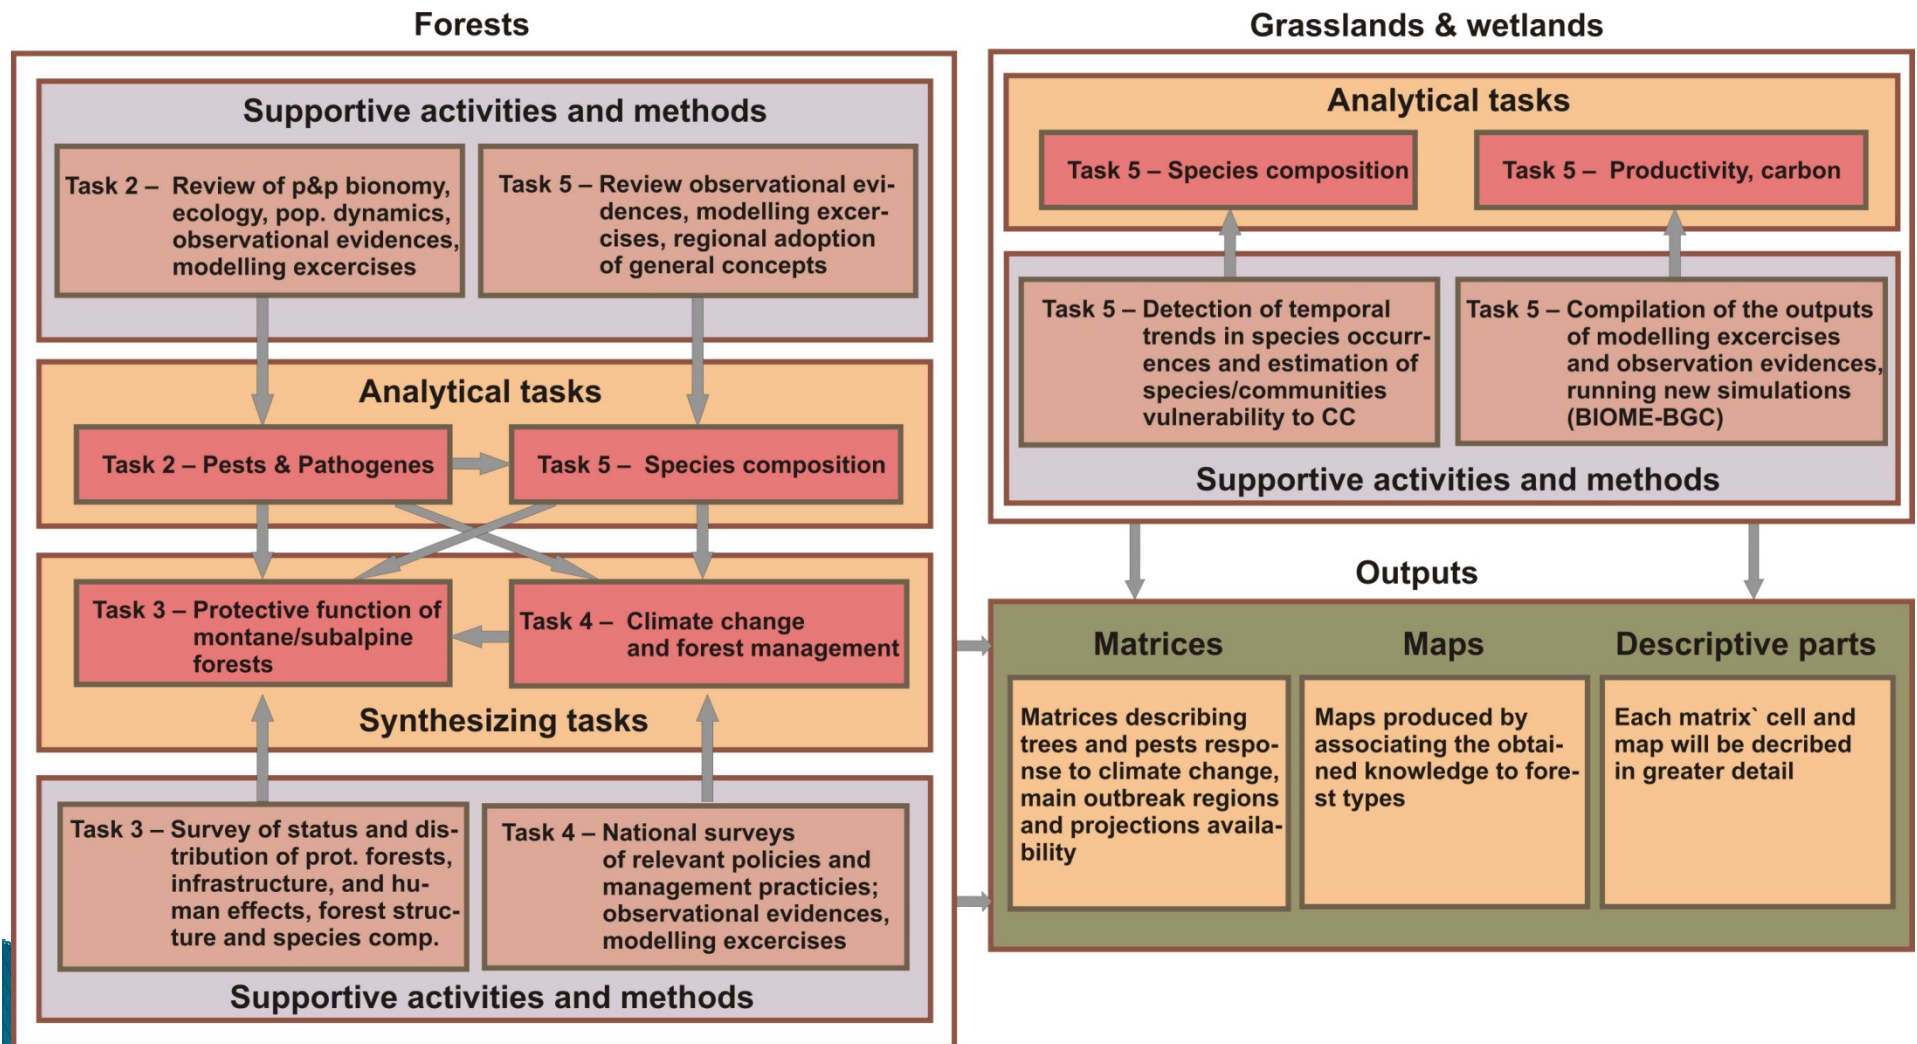 Forests
Supportive activities and methods
Task 2 – Review of p&p bionomy,
ecology, pop. dynamics,
observational evidences,
modelling excercises
Task 5 – Review observational evi-
dences, modelling excer-
cises, regional adoption
of general concepts
Analytical tasks
Task 2 – Pests & Pathogenes
Task 5 – Species composition
Task 3 – Protective function of
montane/subalpine
forests
Task 4 – Climate change
and forest management
Synthesizing tasks
Task 3 – Survey of status and dis-
tribution of prot. forests,
infrastructure, and hu-
man effects, forest struc-
ture and species comp.
Task 4 – National surveys
of relevant policies and
management practicies;
observational evidences,
modelling excercises
Supportive activities and methods
Grasslands & wetlands
Analytical tasks
Task 5 – Species composition
Task 5 – Productivity, carbon
Task 5 – Detection of temporal
trends in species occurr-
ences and estimation of
species/communities
vulnerability to CC
Task 5 – Compilation of the outputs
of modelling excercises
and observation evidences,
running new simulations
(BIOME-BGC)
Supportive activities and methods
Outputs
Matrices
Matrices describing
trees and pests respo-
nse to climate change,
main outbreak regions
and projections availa-
bility
Maps
Maps produced by
associating the obtai-
ned knowledge to fore-
st types
Descriptive parts
Each matrix` cell and
map will be decribed
in greater detail